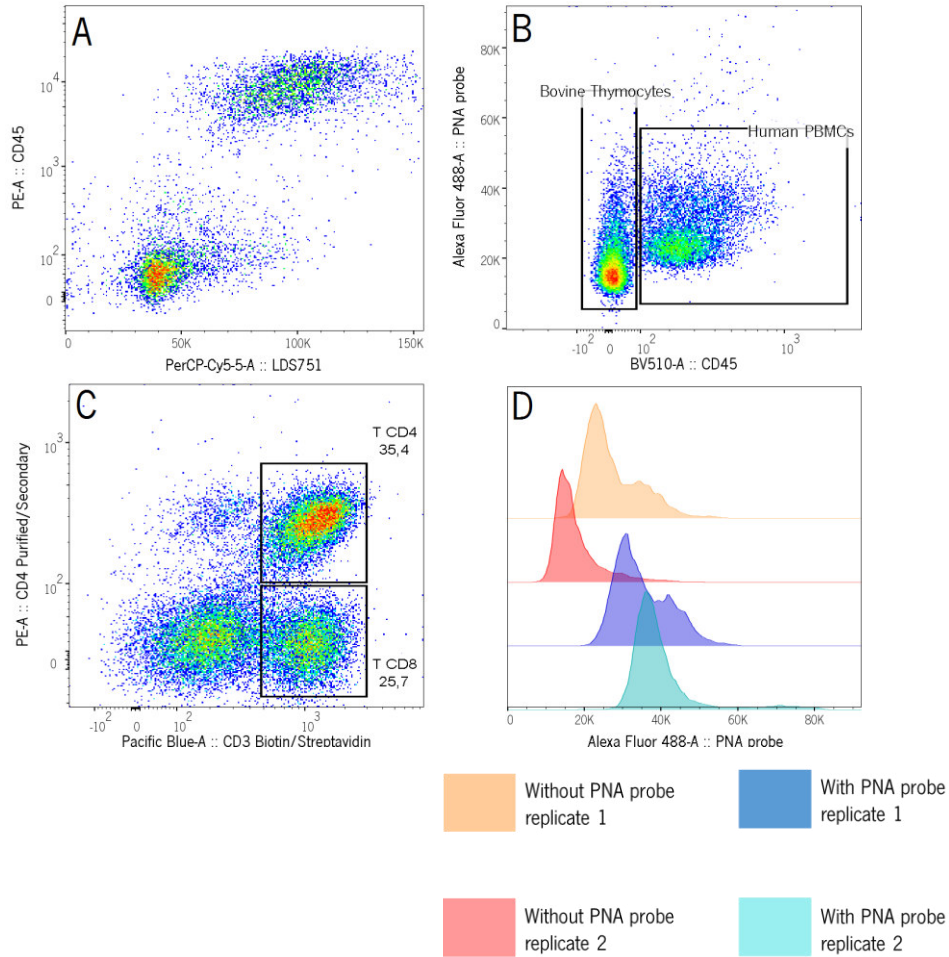 A
PE-A :: CD45
10^4
10^3
10^2
0
0
50K
100K
150K
PerCP-Cy5-5-A :: LDS751
B
Alexa Fluor 488-A :: PNA probe
80K
60K
40K
20K
0
Bovine Thymocytes
Human PBMCs
-10^2
0
10^2
10^3
BV510-A :: CD45
C
PE-A :: CD4 Purified/Secondary
10^3
10^2
0
T CD4
35,4
T CD8
25,7
-10^2
0
10^2
10^3
Pacific Blue-A :: CD3 Biotin/Streptavidin
D
0
20K
40K
60K
80K
Alexa Fluor 488-A :: PNA probe
Without PNA probe
replicate 1
With PNA probe
replicate 1
Without PNA probe
replicate 2
With PNA probe
replicate 2